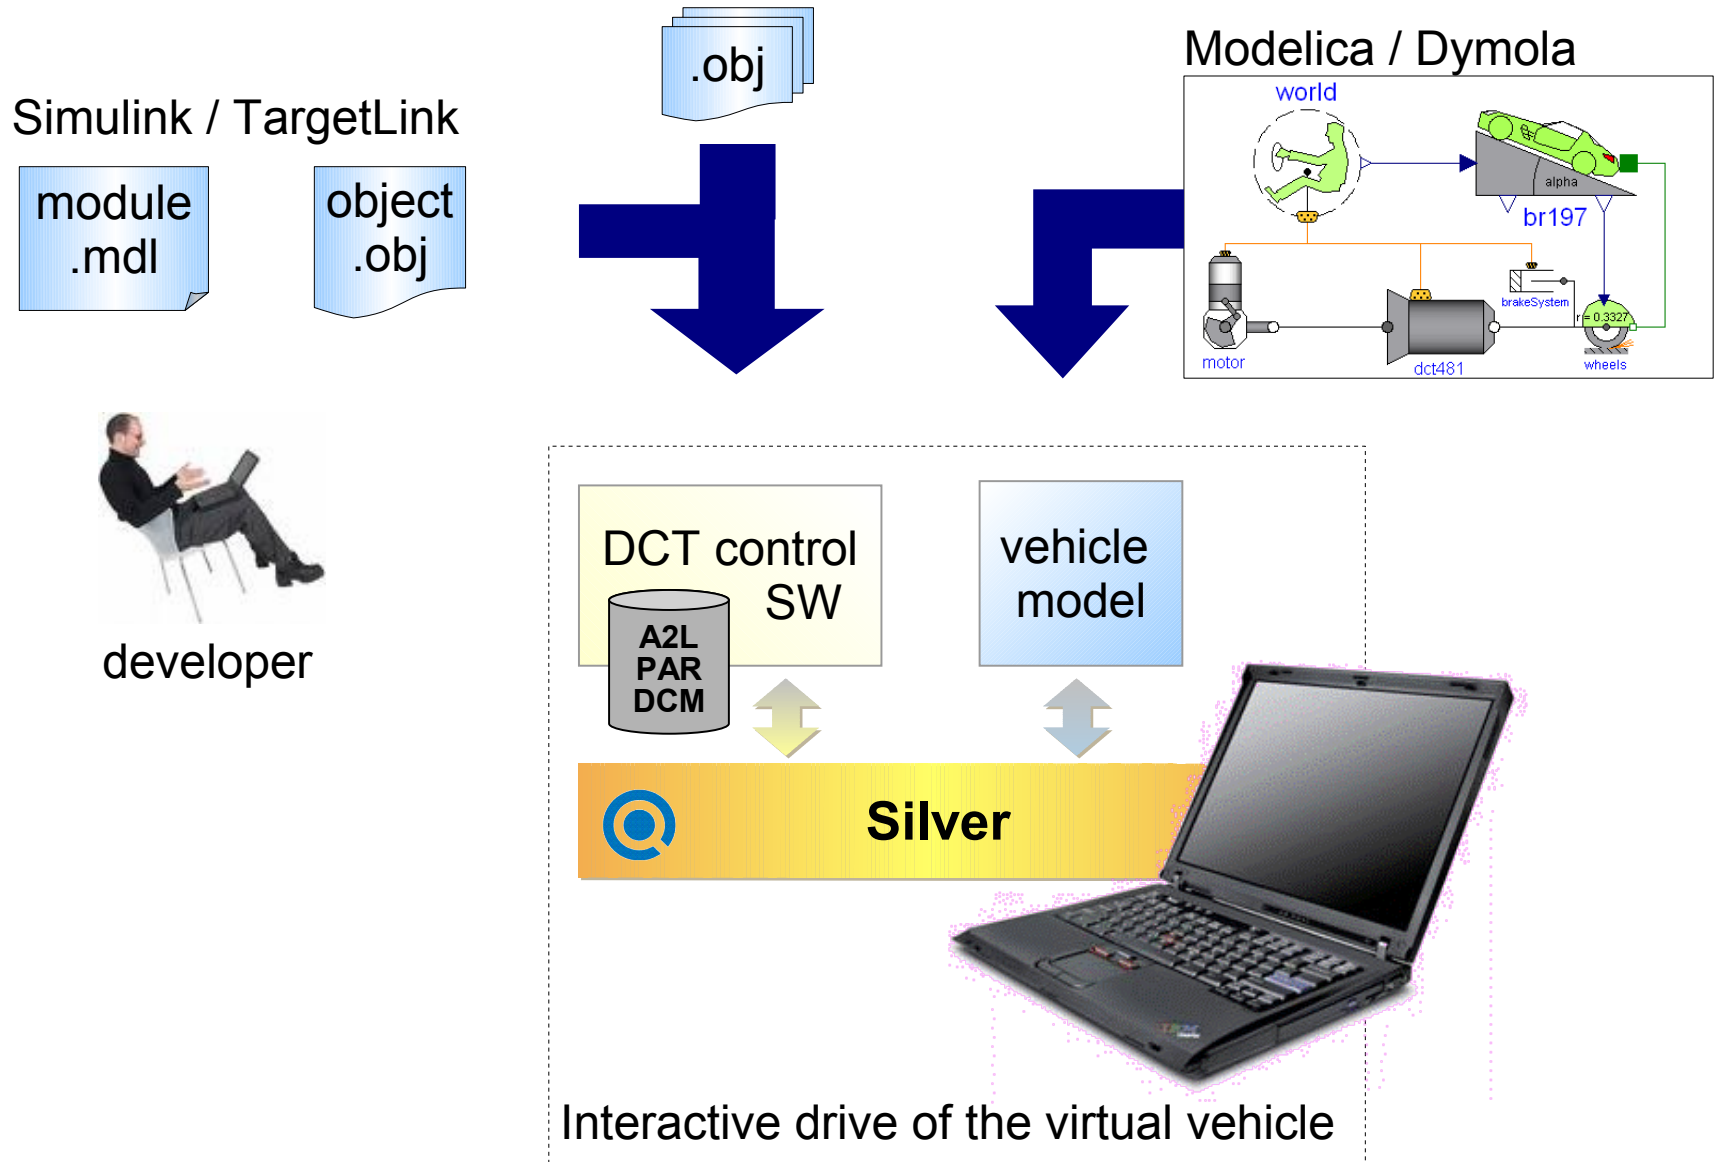 .obj
Modelica / Dymola
Simulink / TargetLink
module
.mdl
object
.obj
world
alpha
br197
brakeSystem
r = 0.3327
motor
dct481
wheels
developer
DCT control
SW
A2L
PAR
DCM
vehicle
model
Silver
Interactive drive of the virtual vehicle